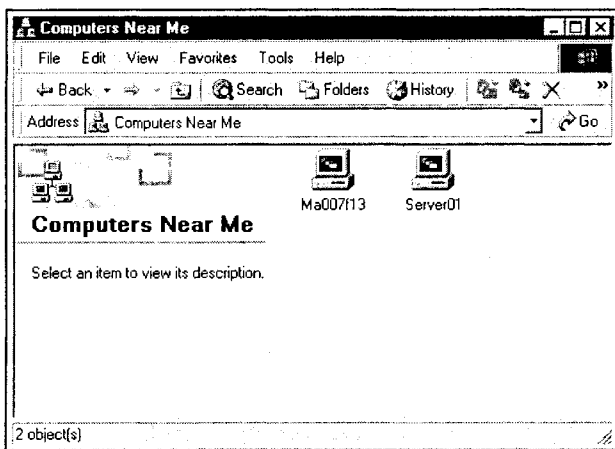 Computers Near Me
File Edit View Favorites Tools Help
Back Search Folders History »
Address Computers Near Me Go
Ma007f13 Server01
Computers Near Me
Select an item to view its description.
2 object(s)